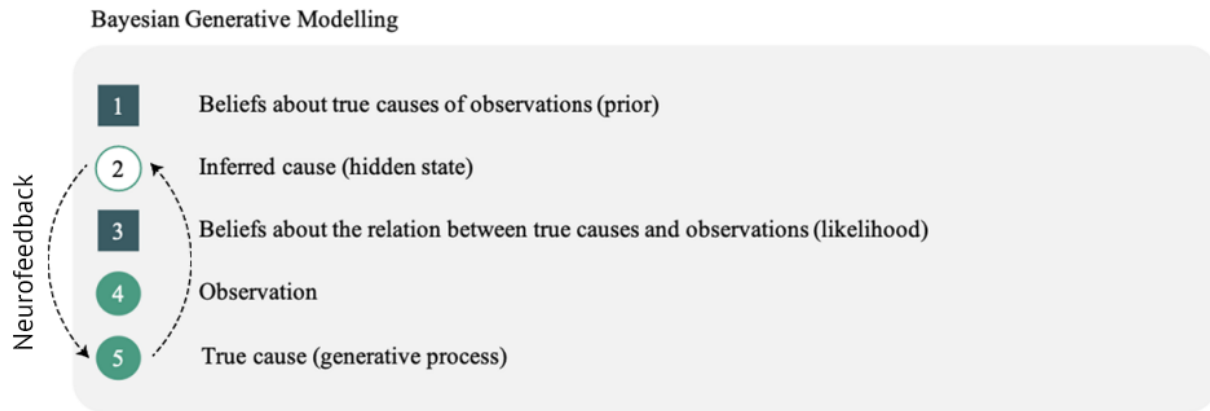 Bayesian Generative Modelling
1 Beliefs about true causes of observations (prior)
2 Inferred cause (hidden state)
3 Beliefs about the relation between true causes and observations (likelihood)
4 Observation
5 True cause (generative process)
Neurofeedback